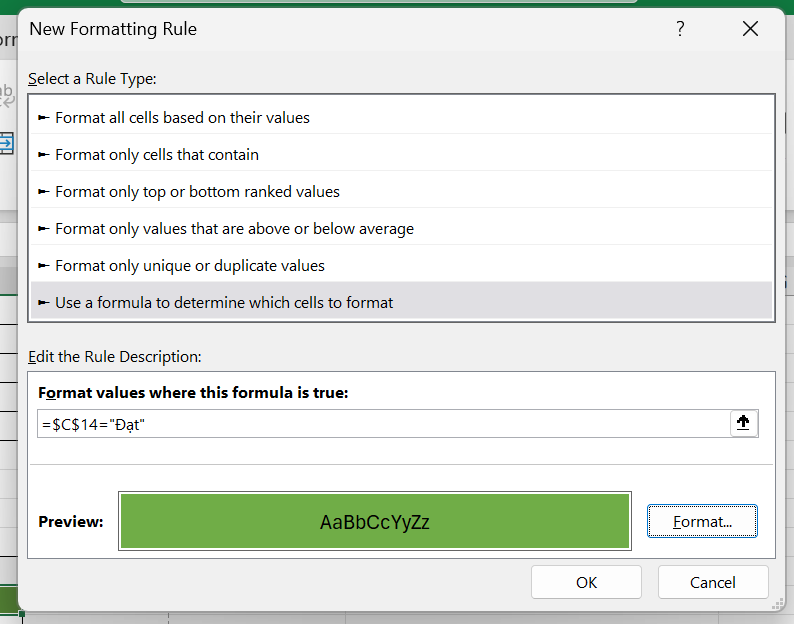 New Formatting Rule
?
Select a Rule Type:
► Format all cells based on their values
► Format only cells that contain
► Format only top or bottom ranked values
► Format only values that are above or below average
► Format only unique or duplicate values
► Use a formula to determine which cells to format
Edit the Rule Description:
Format values where this formula is true:
=$C$14="Đạt"
Preview:
AaBbCcYyZz
Format...
OK
Cancel